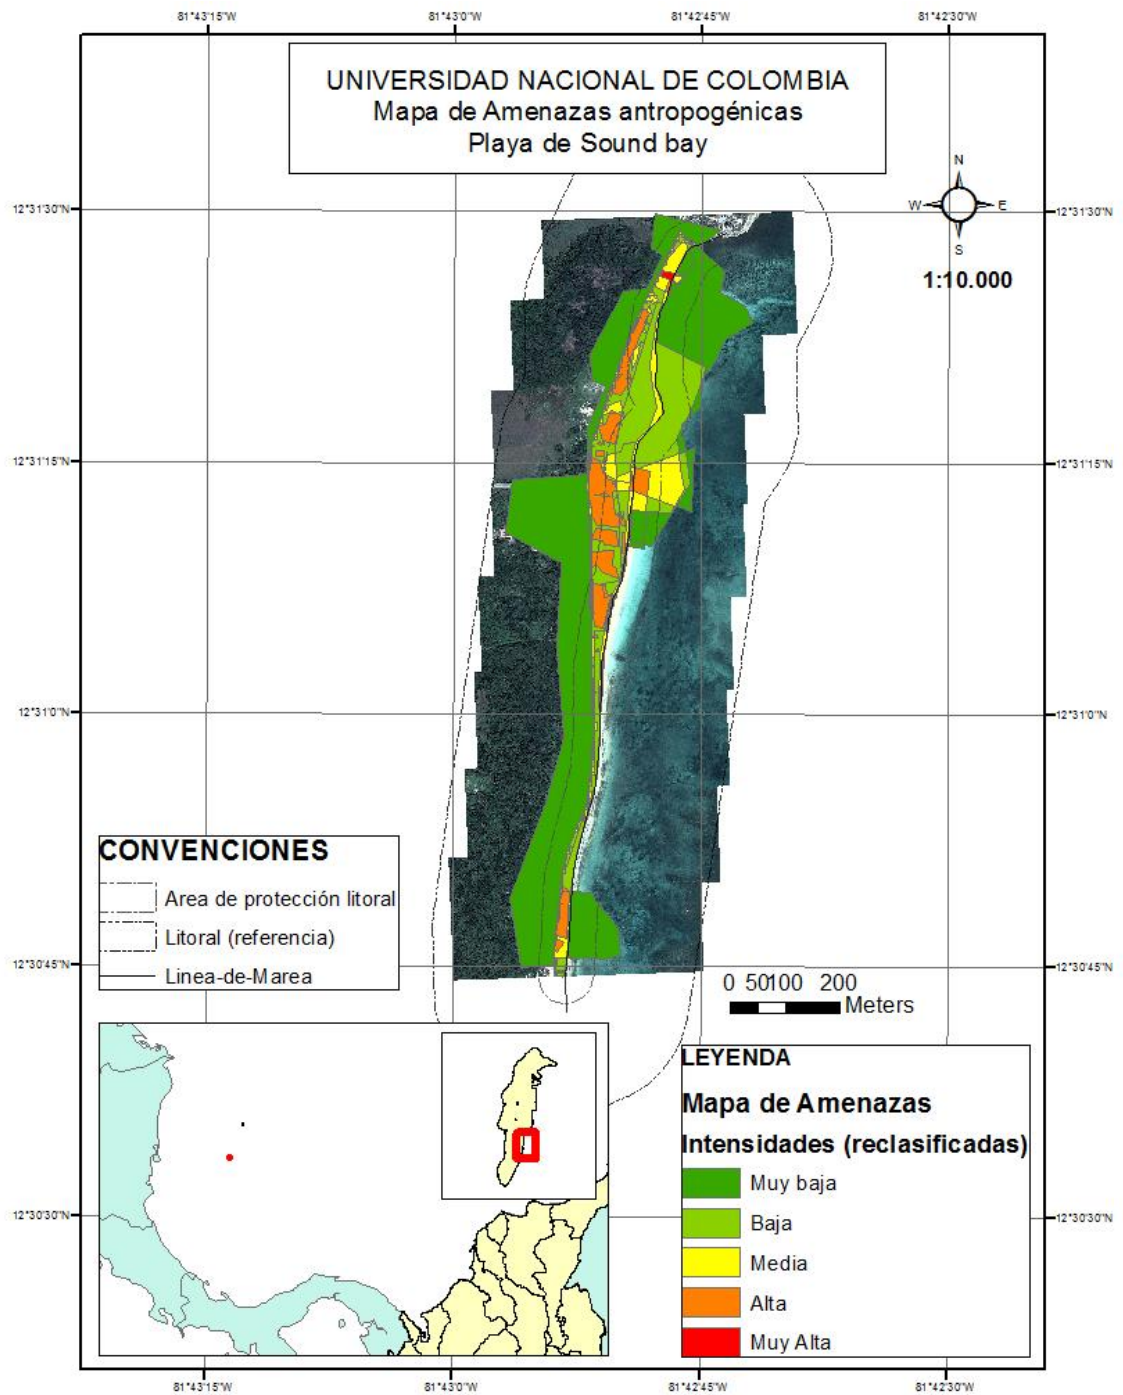 81°43'15"W 81°43'0"W 81°42'45"W 81°42'30"W
UNIVERSIDAD NACIONAL DE COLOMBIA
Mapa de Amenazas antropogénicas
Playa de Sound bay
N
W E
S
12°31'30"N 12°31'30"N
1:10.000
12°31'15"N 12°31'15"N
12°31'0"N 12°31'0"N
CONVENCIONES
Area de protección litoral
Litoral (referencia)
Linea-de-Marea
12°30'45"N 12°30'45"N
0 50100 200
Meters
LEYENDA
Mapa de Amenazas
Intensidades (reclasificadas)
Muy baja
12°30'30"N 12°30'30"N
Baja
Media
Alta
Muy Alta
81°43'15"W 81°43'0"W 81°42'45"W 81°42'30"W